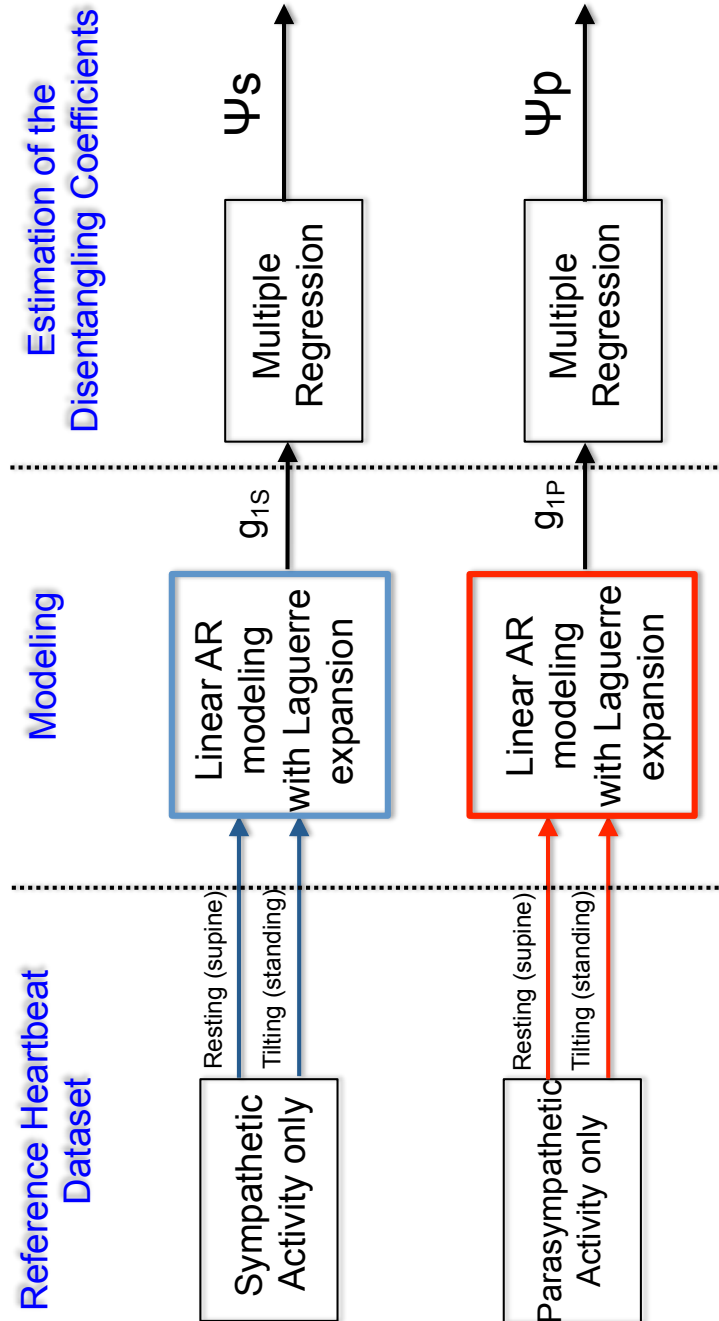 Reference Heartbeat
Dataset
Modeling
Estimation of the
Disentangling Coefficients
Sympathetic
Activity only
Resting (supine)
Tilting (standing)
Linear AR
modeling
with Laguerre
expansion
g1S
Multiple
Regression
Ψs
Parasympathetic
Activity only
Resting (supine)
Tilting (standing)
Linear AR
modeling
with Laguerre
expansion
g1P
Multiple
Regression
Ψp